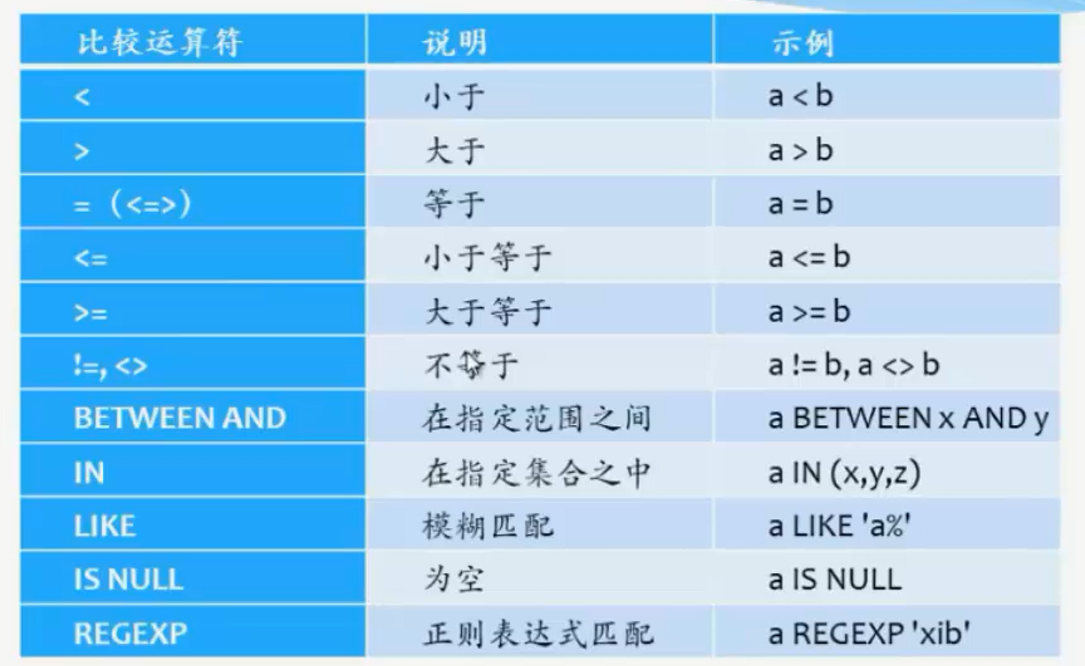 比较运算符 说明 示例
< 小于 a < b
> 大于 a > b
= （<=>） 等于 a = b
<= 小于等于 a <= b
>= 大于等于 a >= b
!=, <> 不等于 a != b, a <> b
BETWEEN AND 在指定范围之间 a BETWEEN x AND y
IN 在指定集合之中 a IN (x,y,z)
LIKE 模糊匹配 a LIKE 'a%'
IS NULL 为空 a IS NULL
REGEXP 正则表达式匹配 a REGEXP 'xib'